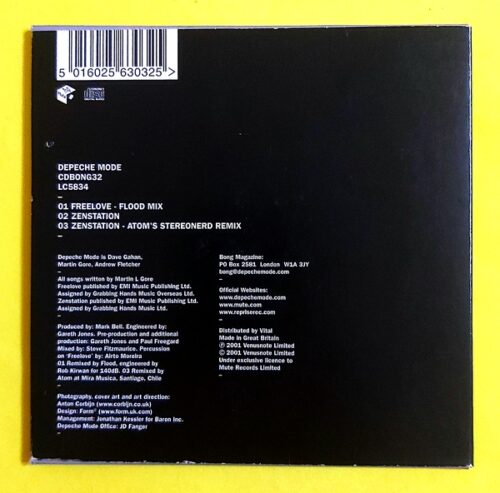 5 016025 630325 >
COMPACT
disc
DIGITAL AUDIO
DEPECHE MODE
CDBONG32
LC5834
01 FREELOVE - FLOOD MIX
02 ZENSTATION
03 ZENSTATION - ATOM'S STEREONERD REMIX
Depeche Mode is Dave Gahan,
Martin Gore, Andrew Fletcher
All songs written by Martin L Gore
Freelove published by EMI Music Publishing Ltd.
Assigned by Grabbing Hands Music Overseas Ltd.
Zenstation published by EMI Music Publishing Ltd.
Assigned by Grabbing Hands Music Ltd.
Produced by: Mark Bell. Engineered by:
Gareth Jones. Pre-production and additional
production: Gareth Jones and Paul Freegard
Mixed by: Steve Fitzmaurice. Percussion
on 'Freelove' by: Airto Moreira
01 Remixed by Flood, engineered by
Rob Kirwan for 140dB. 03 Remixed by
Atom at Mira Musica, Santiago, Chile
Photography, cover art and art direction:
Anton Corbijn (www.corbijn.co.uk)
Design: Form® (www.form.uk.com)
Management: Jonathan Kessler for Baron Inc.
Depeche Mode Office: JD Fanger
Bong Magazine:
PO Box 2581 London W1A 3JY
bong@depechemode.com
Official Websites:
www.depechemode.com
www.mute.com
www.repriserec.com
Distributed by Vital
Made in Great Britain
℗ 2001 Venusnote Limited
© 2001 Venusnote Limited
Under exclusive licence to
Mute Records Limited